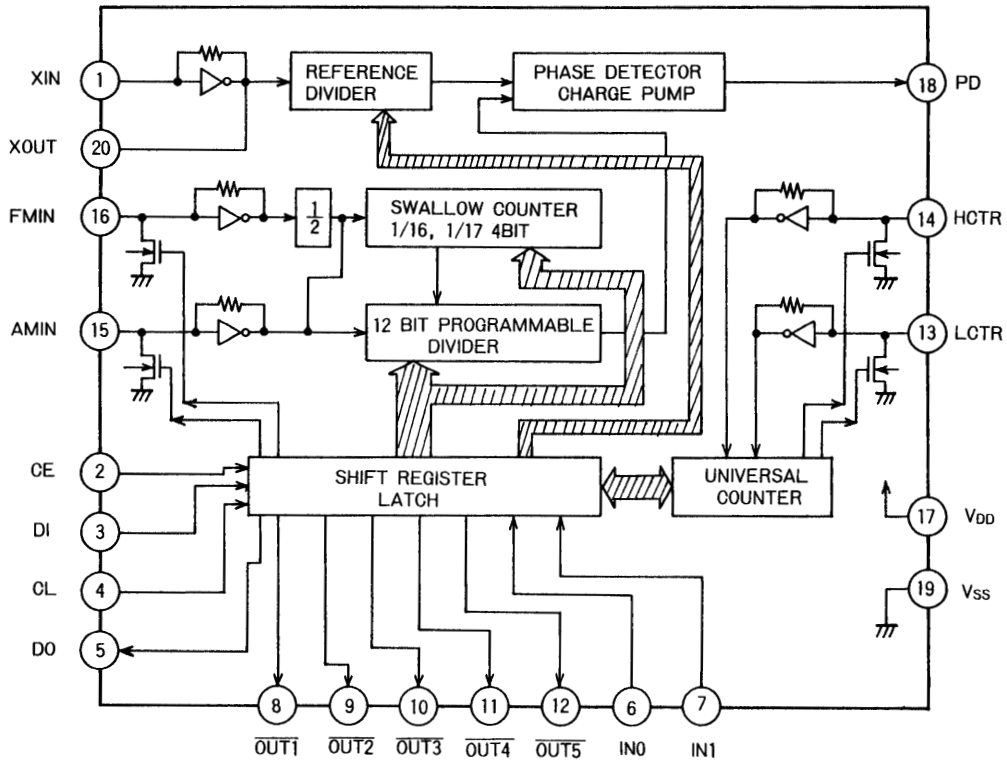 XIN 1
REFERENCE
DIVIDER
PHASE DETECTOR
CHARGE PUMP
18 PD
XOUT 20
FMIN 16
1/2
SWALLOW COUNTER
1/16, 1/17 4BIT
14 HCTR
AMIN 15
12 BIT PROGRAMMABLE
DIVIDER
13 LCTR
CE 2
SHIFT REGISTER
LATCH
UNIVERSAL
COUNTER
DI 3
17 VDD
CL 4
19 VSS
DO 5
8 9 10 11 12 6 7
OUT1 OUT2 OUT3 OUT4 OUT5 IN0 IN1